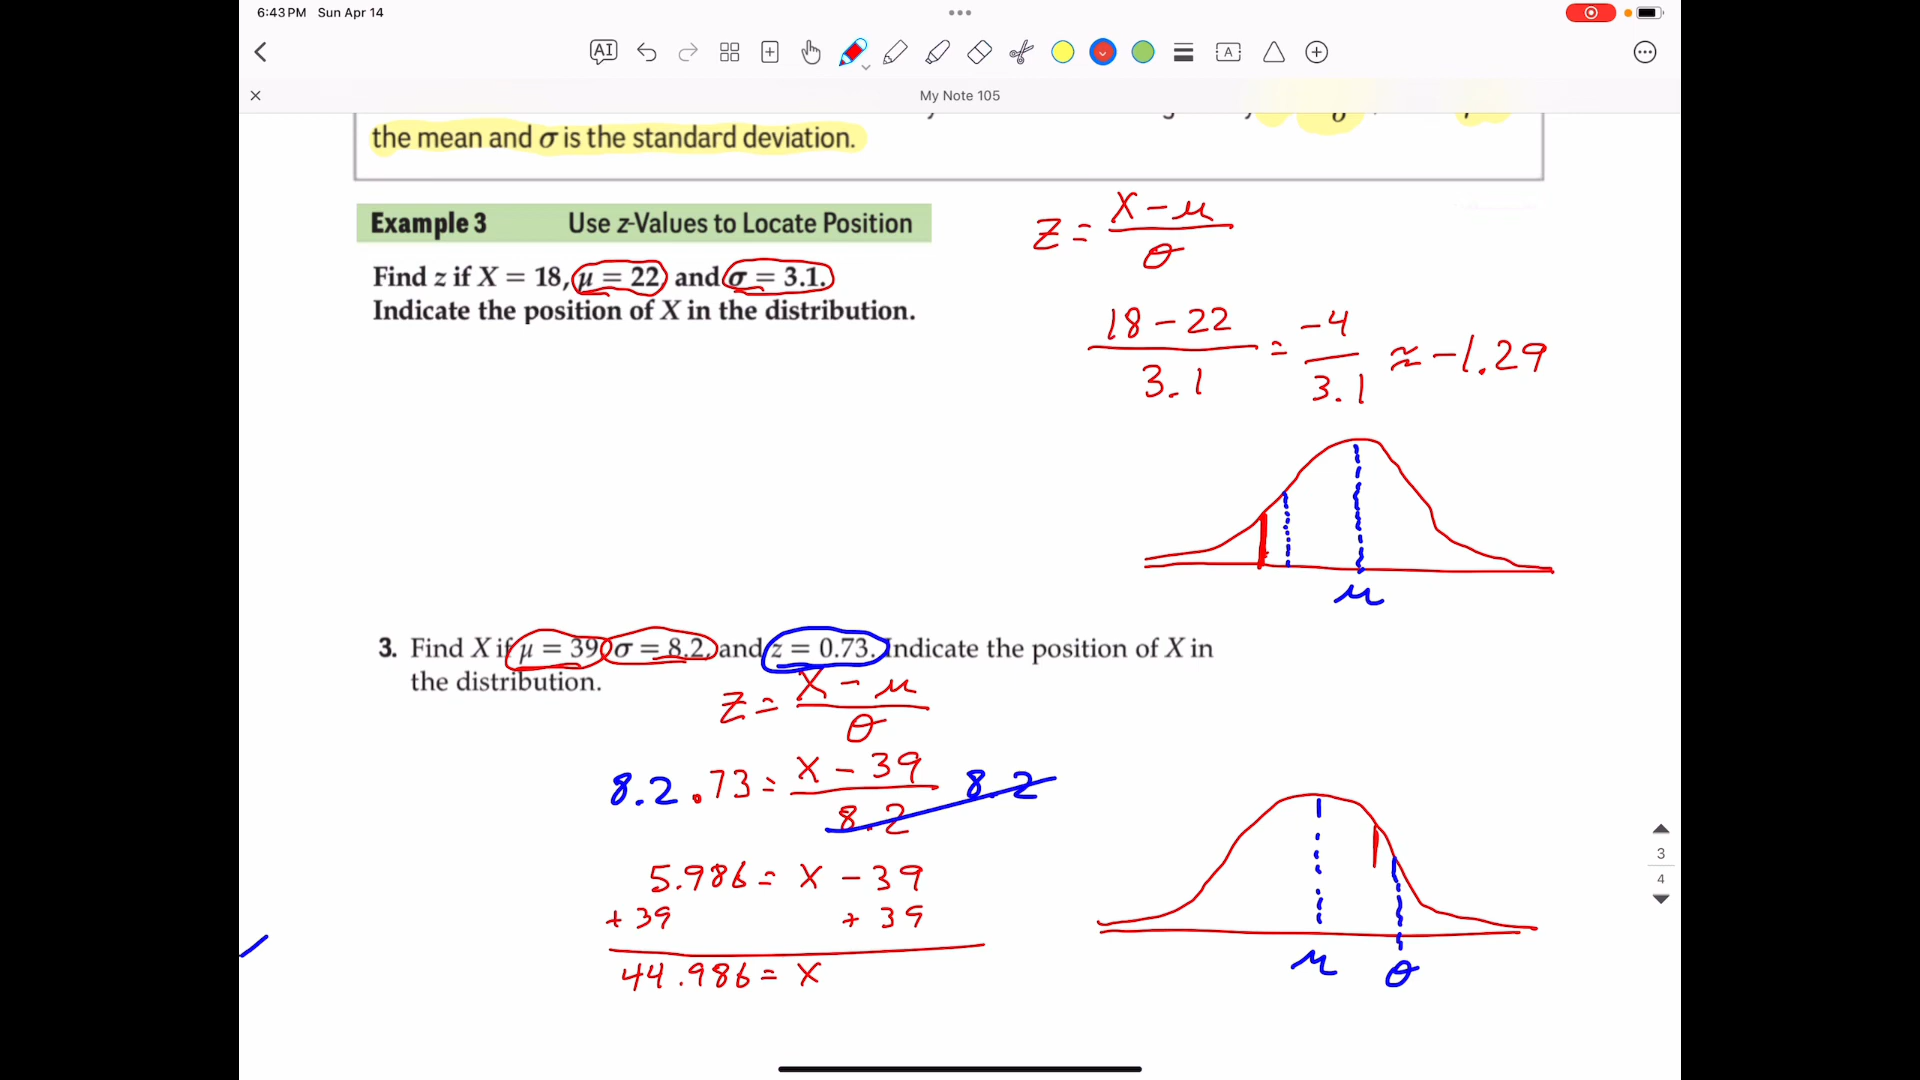 6:43 PM Sun Apr 14
AI
A
My Note 105
the mean and σ is the standard deviation.
Example 3 Use z-Values to Locate Position
Find z if X = 18, μ = 22, and σ = 3.1.
Indicate the position of X in the distribution.
z = (X - μ)/σ
(18 - 22)/3.1 = -4/3.1 ≈ -1.29
μ
3. Find X if μ = 39, σ = 8.2, and z = 0.73. Indicate the position of X in
the distribution.
z = (X - μ)/σ
8.2 .73 = (X - 39)/8.2 8.2
5.986 = X - 39
+ 39 + 39
44.986 = X
μ σ
3
4